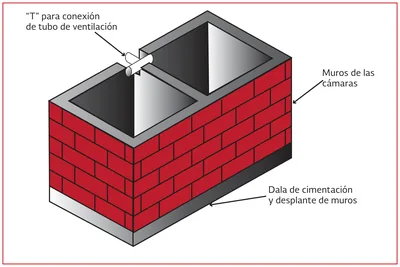 "T" para conexión
de tubo de ventilación
Muros de las
cámaras
Dala de cimentación
y desplante de muros